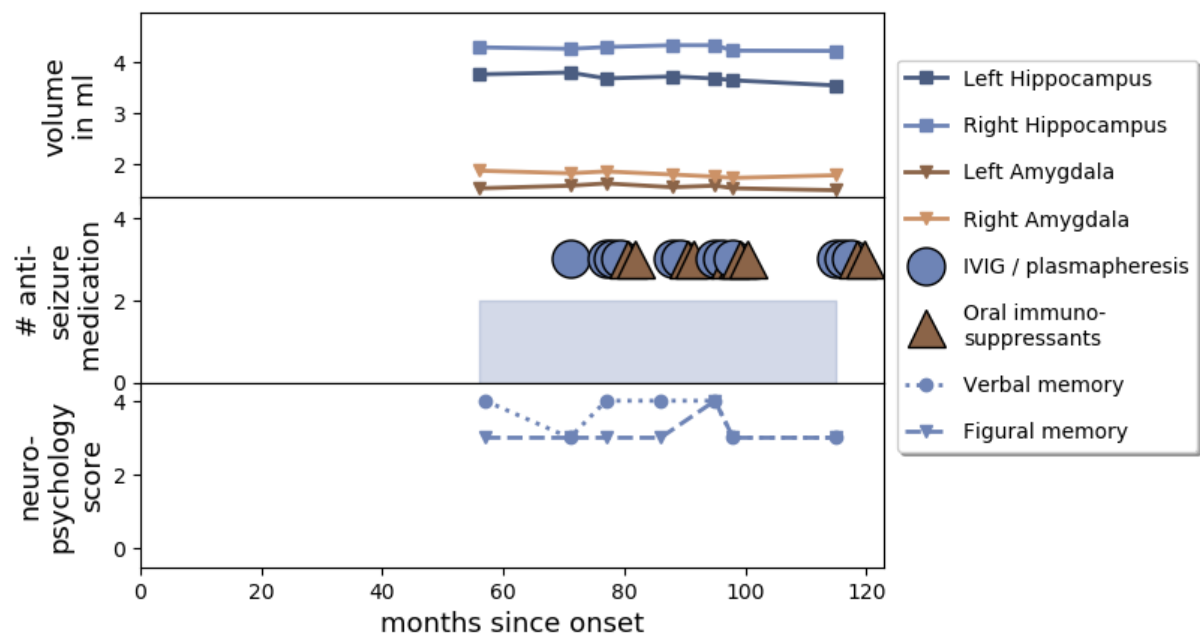 volume
in ml
4
3
2
# anti-
seizure
medication
4
2
0
neuro-
psychology
score
4
2
0
0
20
40
60
80
100
120
months since onset
Left Hippocampus
Right Hippocampus
Left Amygdala
Right Amygdala
IVIG / plasmapheresis
Oral immuno-
suppressants
Verbal memory
Figural memory